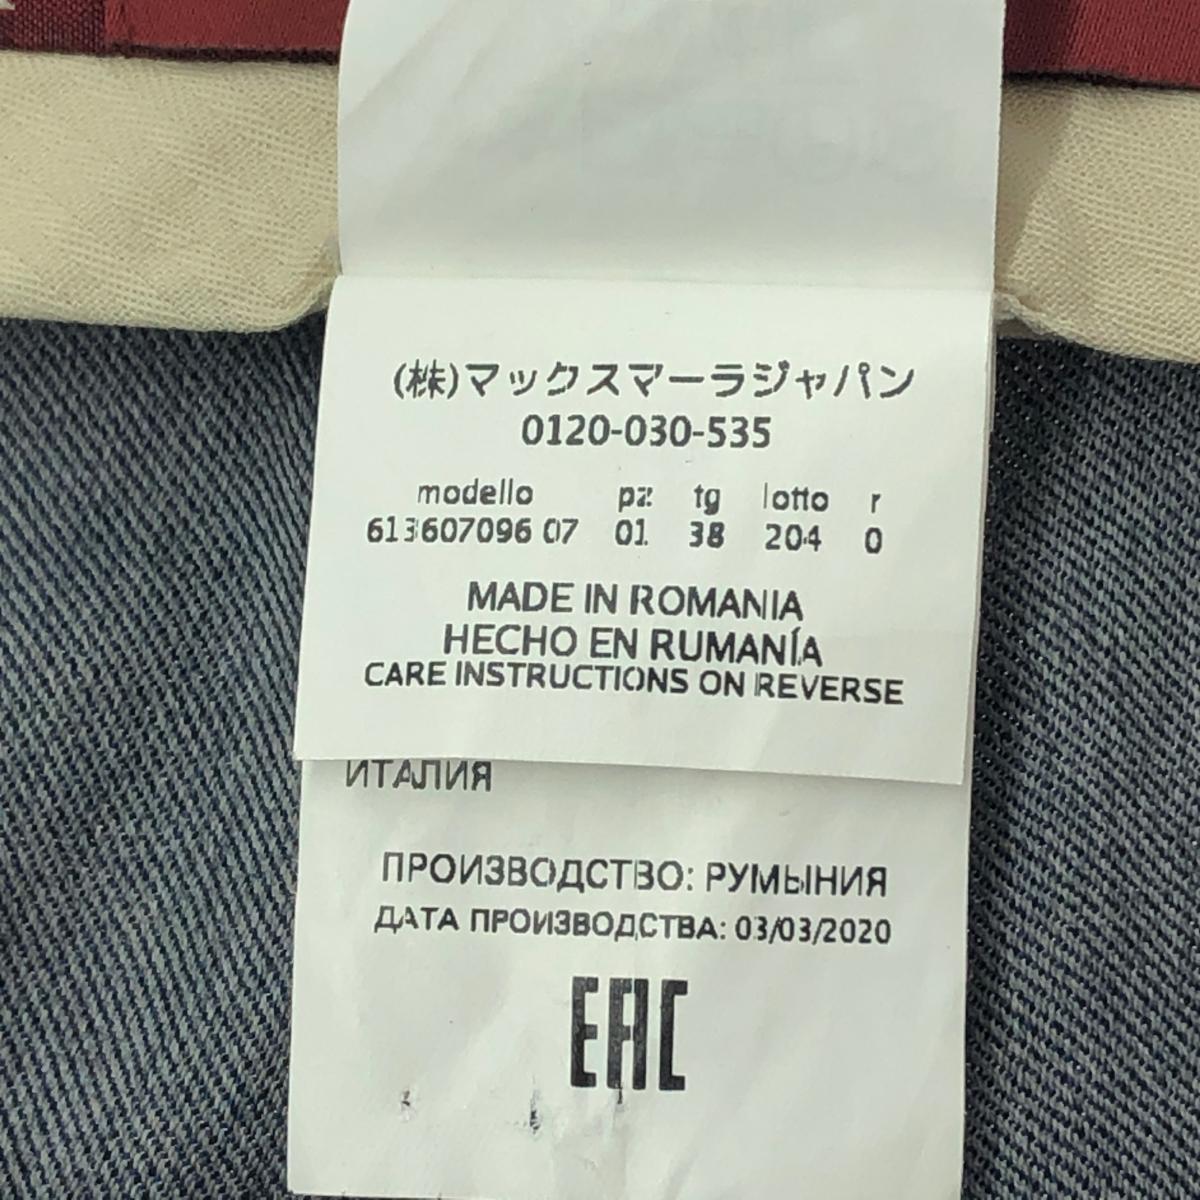 (株)マックスマーラジャパン
0120-030-535
modello pz tg lotto r
613607096 07 01 38 204 0
MADE IN ROMANIA
HECHO EN RUMANÍA
CARE INSTRUCTIONS ON REVERSE
ИТАЛИЯ
ПРОИЗВОДСТВО: РУМЫНИЯ
ДАТА ПРОИЗВОДСТВА: 03/03/2020
EAC